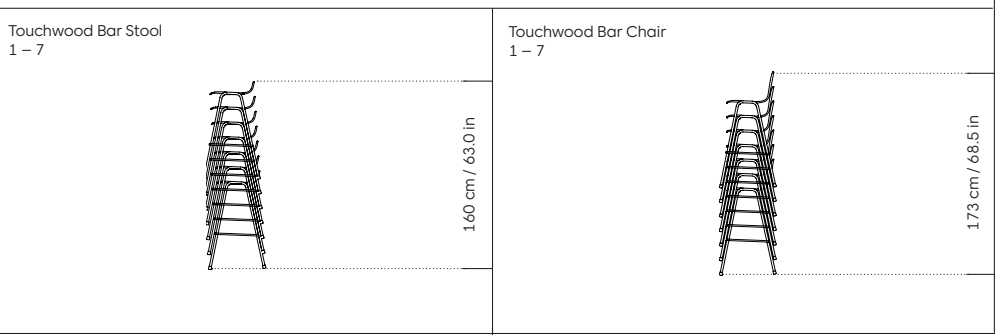 Touchwood Bar Stool
1 – 7
160 cm / 63.0 in
Touchwood Bar Chair
1 – 7
173 cm / 68.5 in